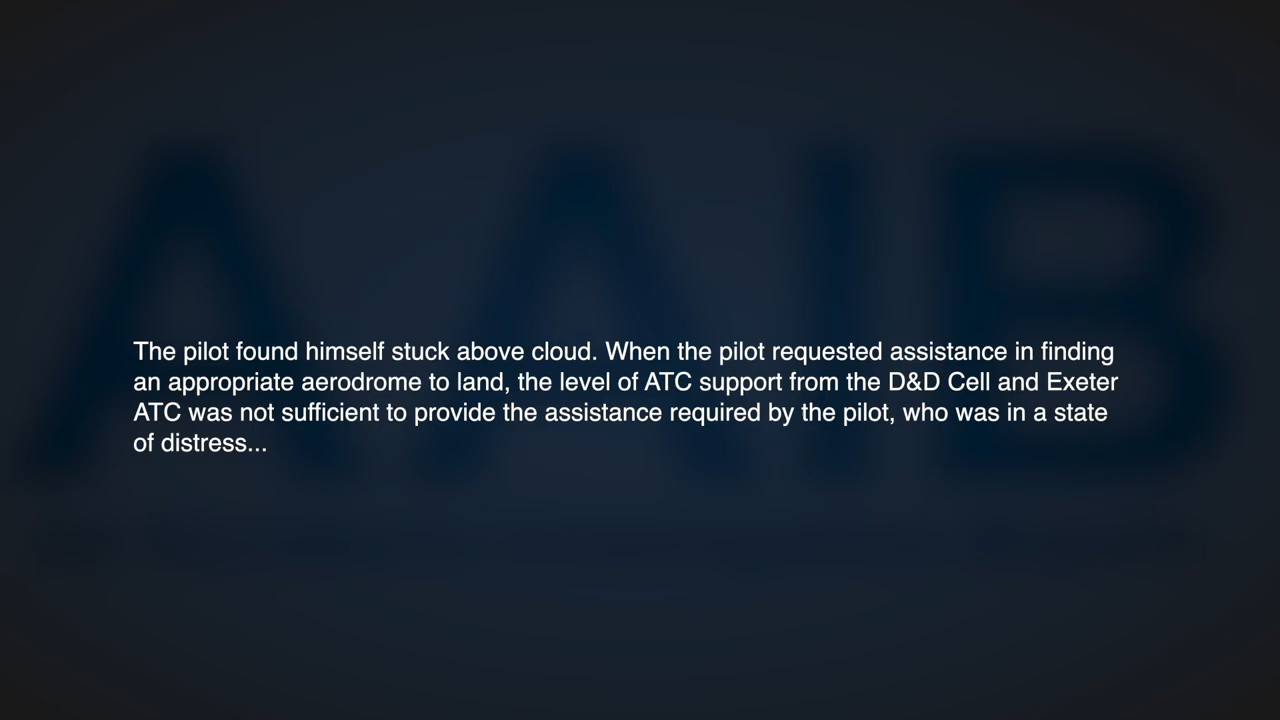 AAIB
The pilot found himself stuck above cloud. When the pilot requested assistance in finding
an appropriate aerodrome to land, the level of ATC support from the D&D Cell and Exeter
ATC was not sufficient to provide the assistance required by the pilot, who was in a state
of distress...